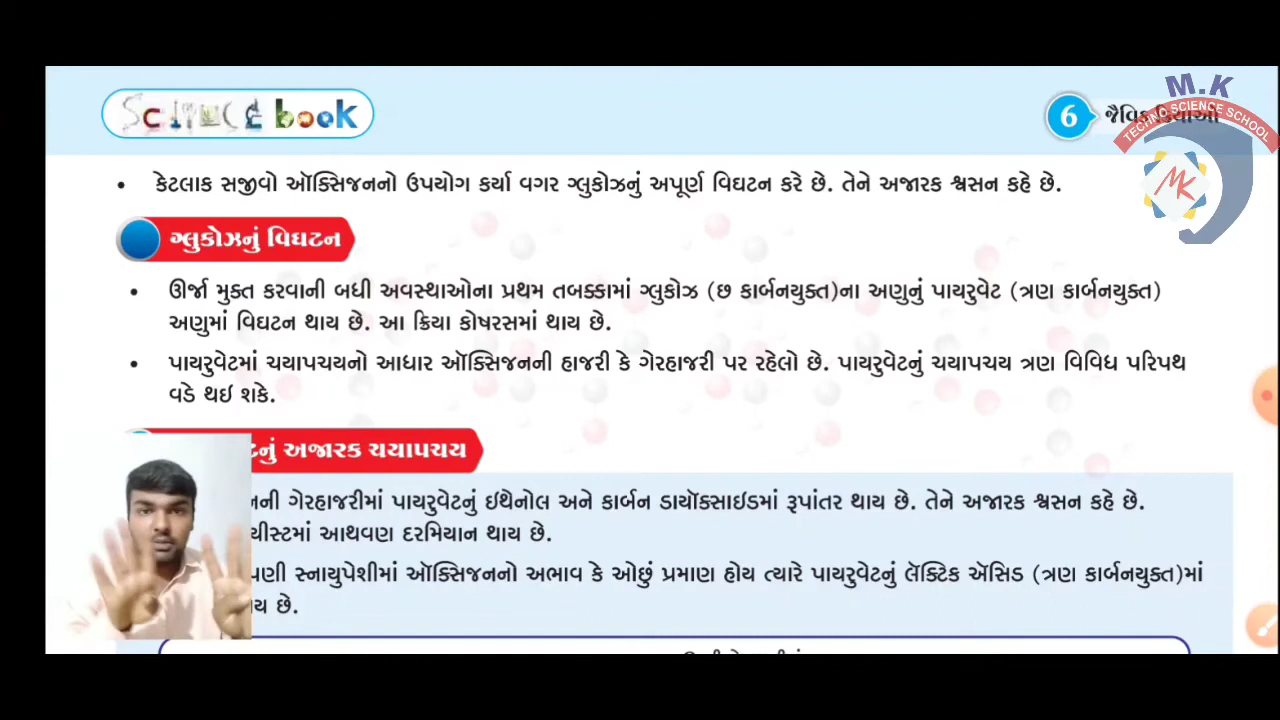 Science book
M.K
TECHNO SCIENCE SCHOOL
MK
6 જૈવિક ક્રિયાઓ
• કેટલાક સજીવો ઑક્સિજનનો ઉપયોગ કર્યા વગર ગ્લુકોઝનું અપૂર્ણ વિઘટન કરે છે. તેને અજારક શ્વસન કહે છે.
ગ્લુકોઝનું વિઘટન
• ઊર્જા મુક્ત કરવાની બધી અવસ્થાઓના પ્રથમ તબક્કામાં ગ્લુકોઝ (છ કાર્બનયુક્ત)ના અણુનું પાયરુવેટ (ત્રણ કાર્બનયુક્ત)
અણુમાં વિઘટન થાય છે. આ ક્રિયા કોષરસમાં થાય છે.
• પાયરુવેટમાં ચયાપચયનો આધાર ઑક્સિજનની હાજરી કે ગેરહાજરી પર રહેલો છે. પાયરુવેટનું ચયાપચય ત્રણ વિવિધ પરિપથ
વડે થઇ શકે.
ટનું અજારક ચયાપચય
નની ગેરહાજરીમાં પાયરુવેટનું ઇથેનોલ અને કાર્બન ડાયૉક્સાઇડમાં રૂપાંતર થાય છે. તેને અજારક શ્વસન કહે છે.
યીસ્ટમાં આથવણ દરમિયાન થાય છે.
પણી સ્નાયુપેશીમાં ઑક્સિજનનો અભાવ કે ઓછું પ્રમાણ હોય ત્યારે પાયરુવેટનું લૅક્ટિક ઍસિડ (ત્રણ કાર્બનયુક્ત)માં
ય છે.